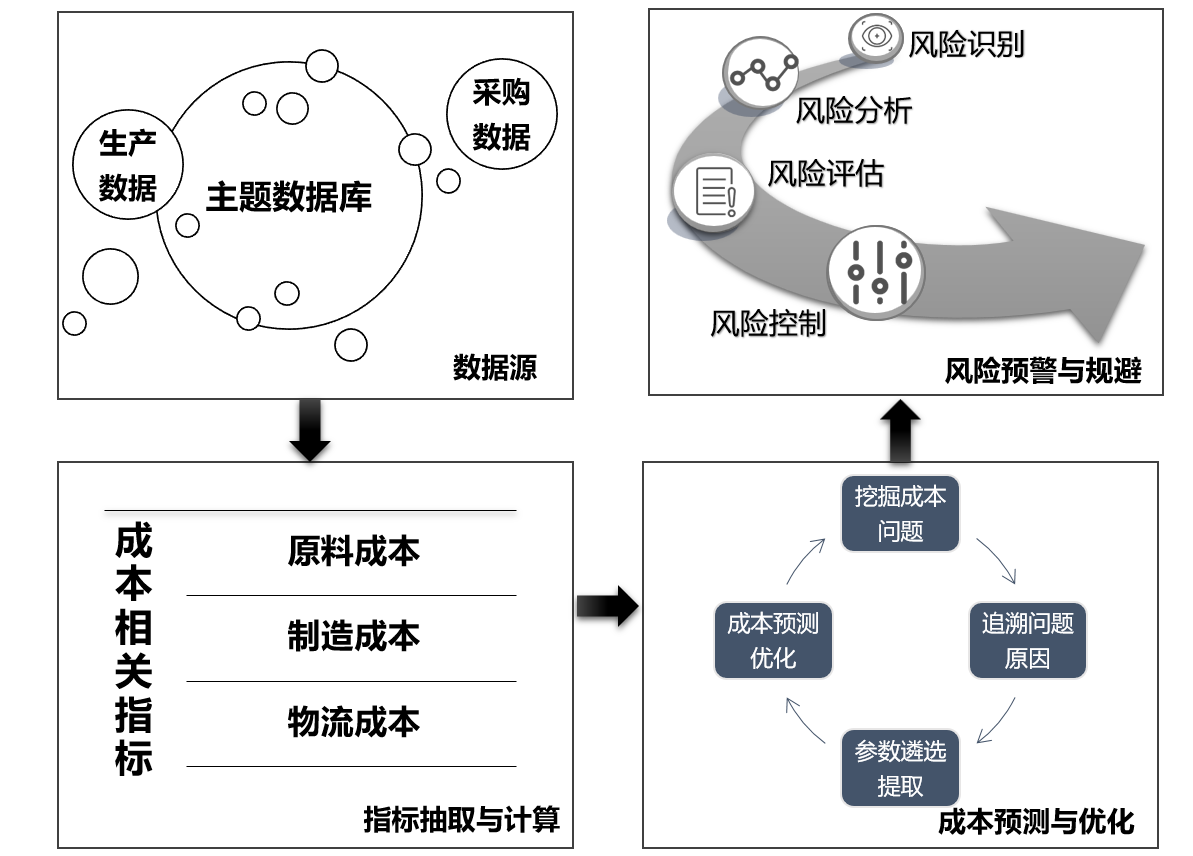 生产
数据
采购
数据
主题数据库
数据源
成本相关指标
原料成本
制造成本
物流成本
指标抽取与计算
挖掘成本
问题
追溯问题
原因
参数遴选
提取
成本预测
优化
成本预测与优化
风险识别
风险分析
风险评估
风险控制
风险预警与规避